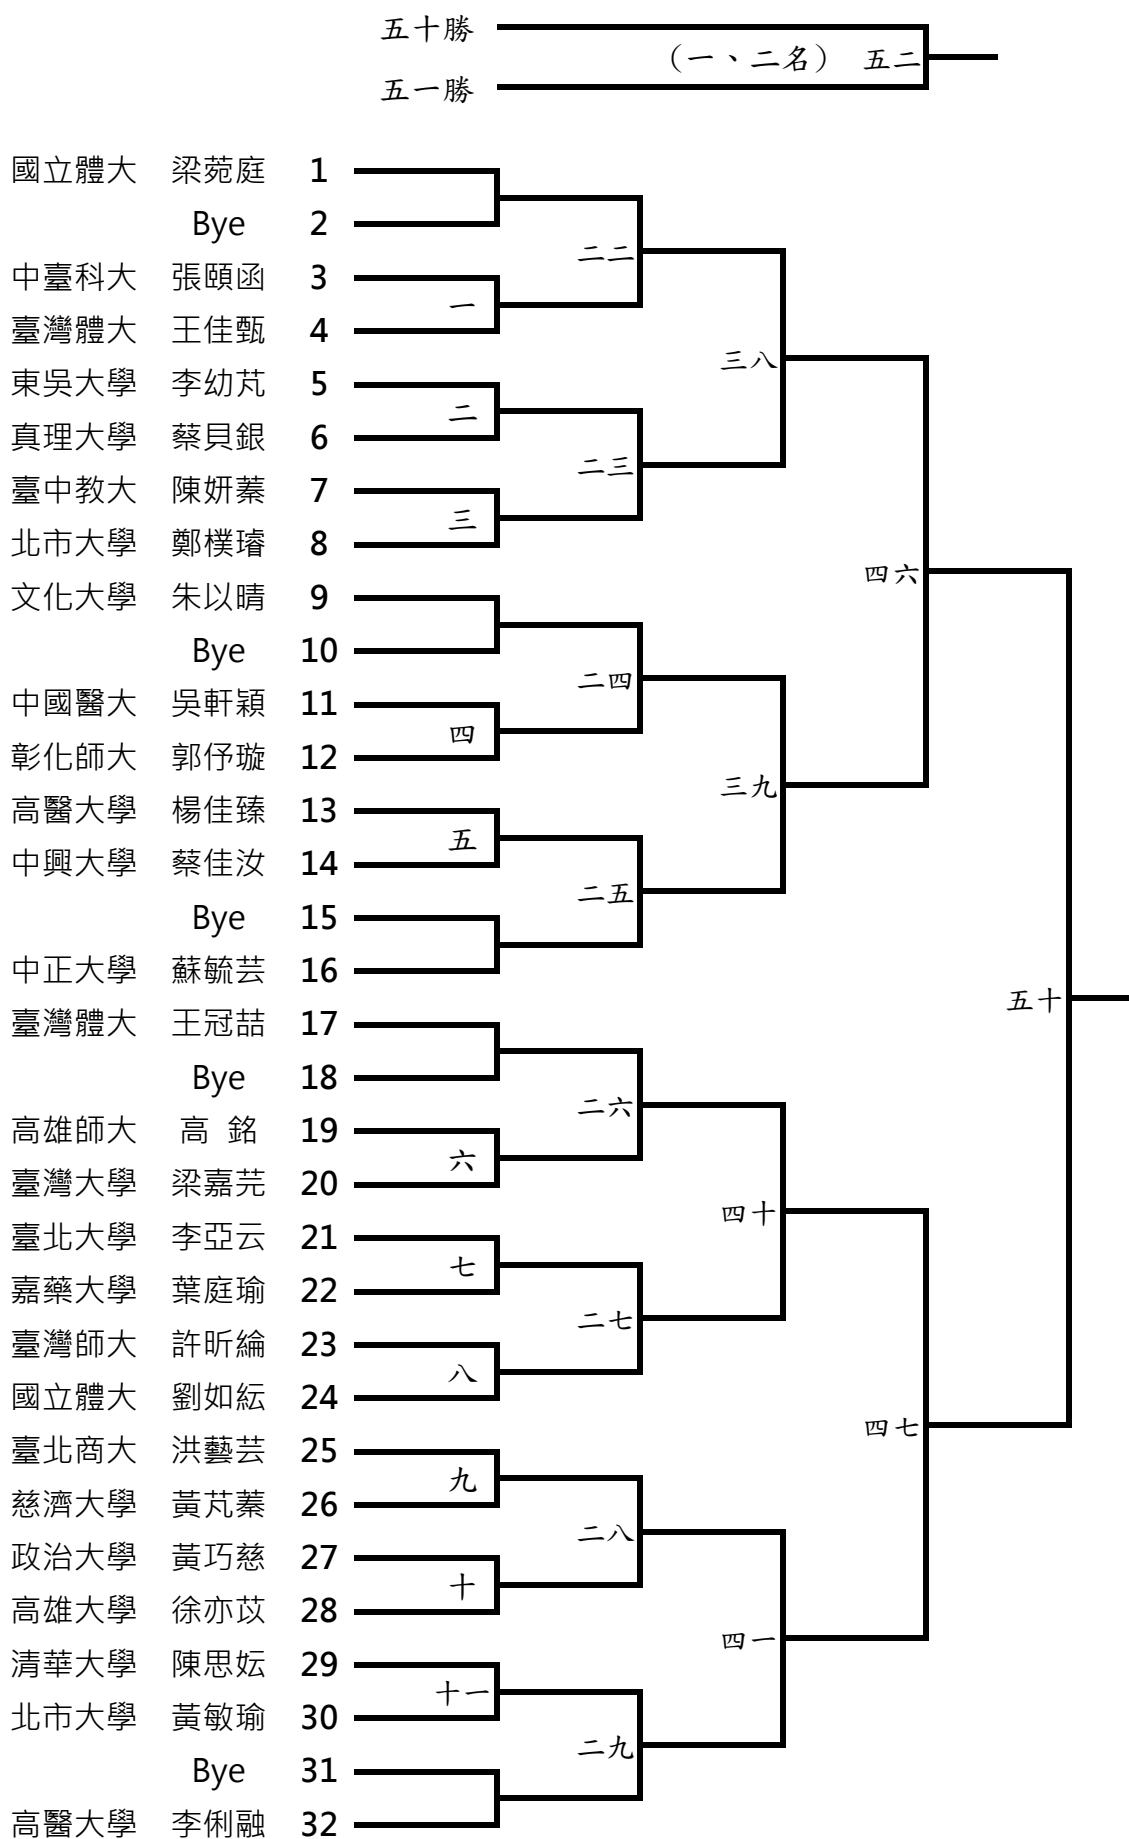 五十勝
(一、二名) 五二
五一勝
國立體大 梁菀庭 1
Bye 2
二二
中臺科大 張頤函 3
一
臺灣體大 王佳甄 4
三八
東吳大學 李幼芃 5
二
真理大學 蔡貝銀 6
二三
臺中教大 陳妍蓁 7
三
北市大學 鄭樸璿 8
四六
文化大學 朱以晴 9
Bye 10
二四
中國醫大 吳軒穎 11
四
彰化師大 郭伃璇 12
三九
高醫大學 楊佳臻 13
五
中興大學 蔡佳汝 14
二五
Bye 15
中正大學 蘇毓芸 16
五十
臺灣體大 王冠喆 17
Bye 18
二六
高雄師大 高 銘 19
六
臺灣大學 梁嘉芫 20
四十
臺北大學 李亞云 21
七
嘉藥大學 葉庭瑜 22
二七
臺灣師大 許昕綸 23
八
國立體大 劉如紜 24
四七
臺北商大 洪藝芸 25
九
慈濟大學 黃芃蓁 26
二八
政治大學 黃巧慈 27
十
高雄大學 徐亦苡 28
四一
清華大學 陳思妘 29
十一
北市大學 黃敏瑜 30
二九
Bye 31
高醫大學 李俐融 32